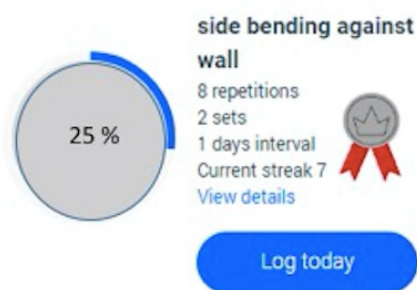 side bending against
wall
8 repetitions
2 sets
1 days interval
Current streak 7
View details
25 %
Log today